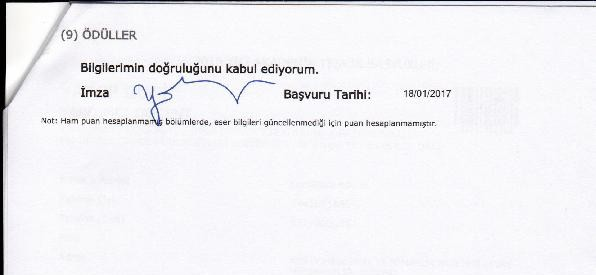 (9) ÖDÜLLER
Bilgilerimin doğruluğunu kabul ediyorum.
İmza Başvuru Tarihi: 18/01/2017
Not: Ham puan hesaplanmamış bölümlerde, eser bilgileri güncellenmediği için puan hesaplanmamıştır.